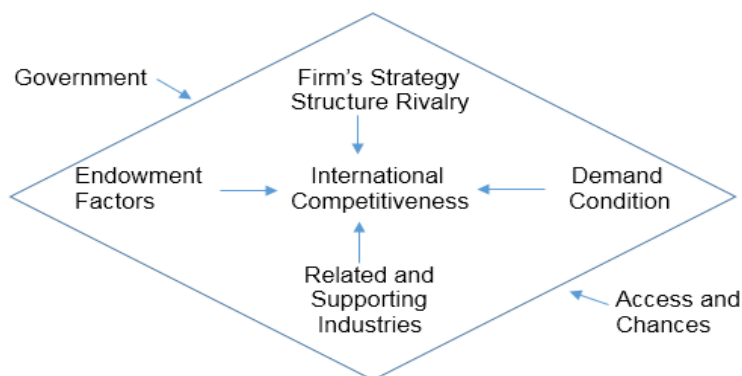 Government
Firm's Strategy
Structure Rivalry
Endowment
Factors
International
Competitiveness
Demand
Condition
Related and
Supporting
Industries
Access and
Chances